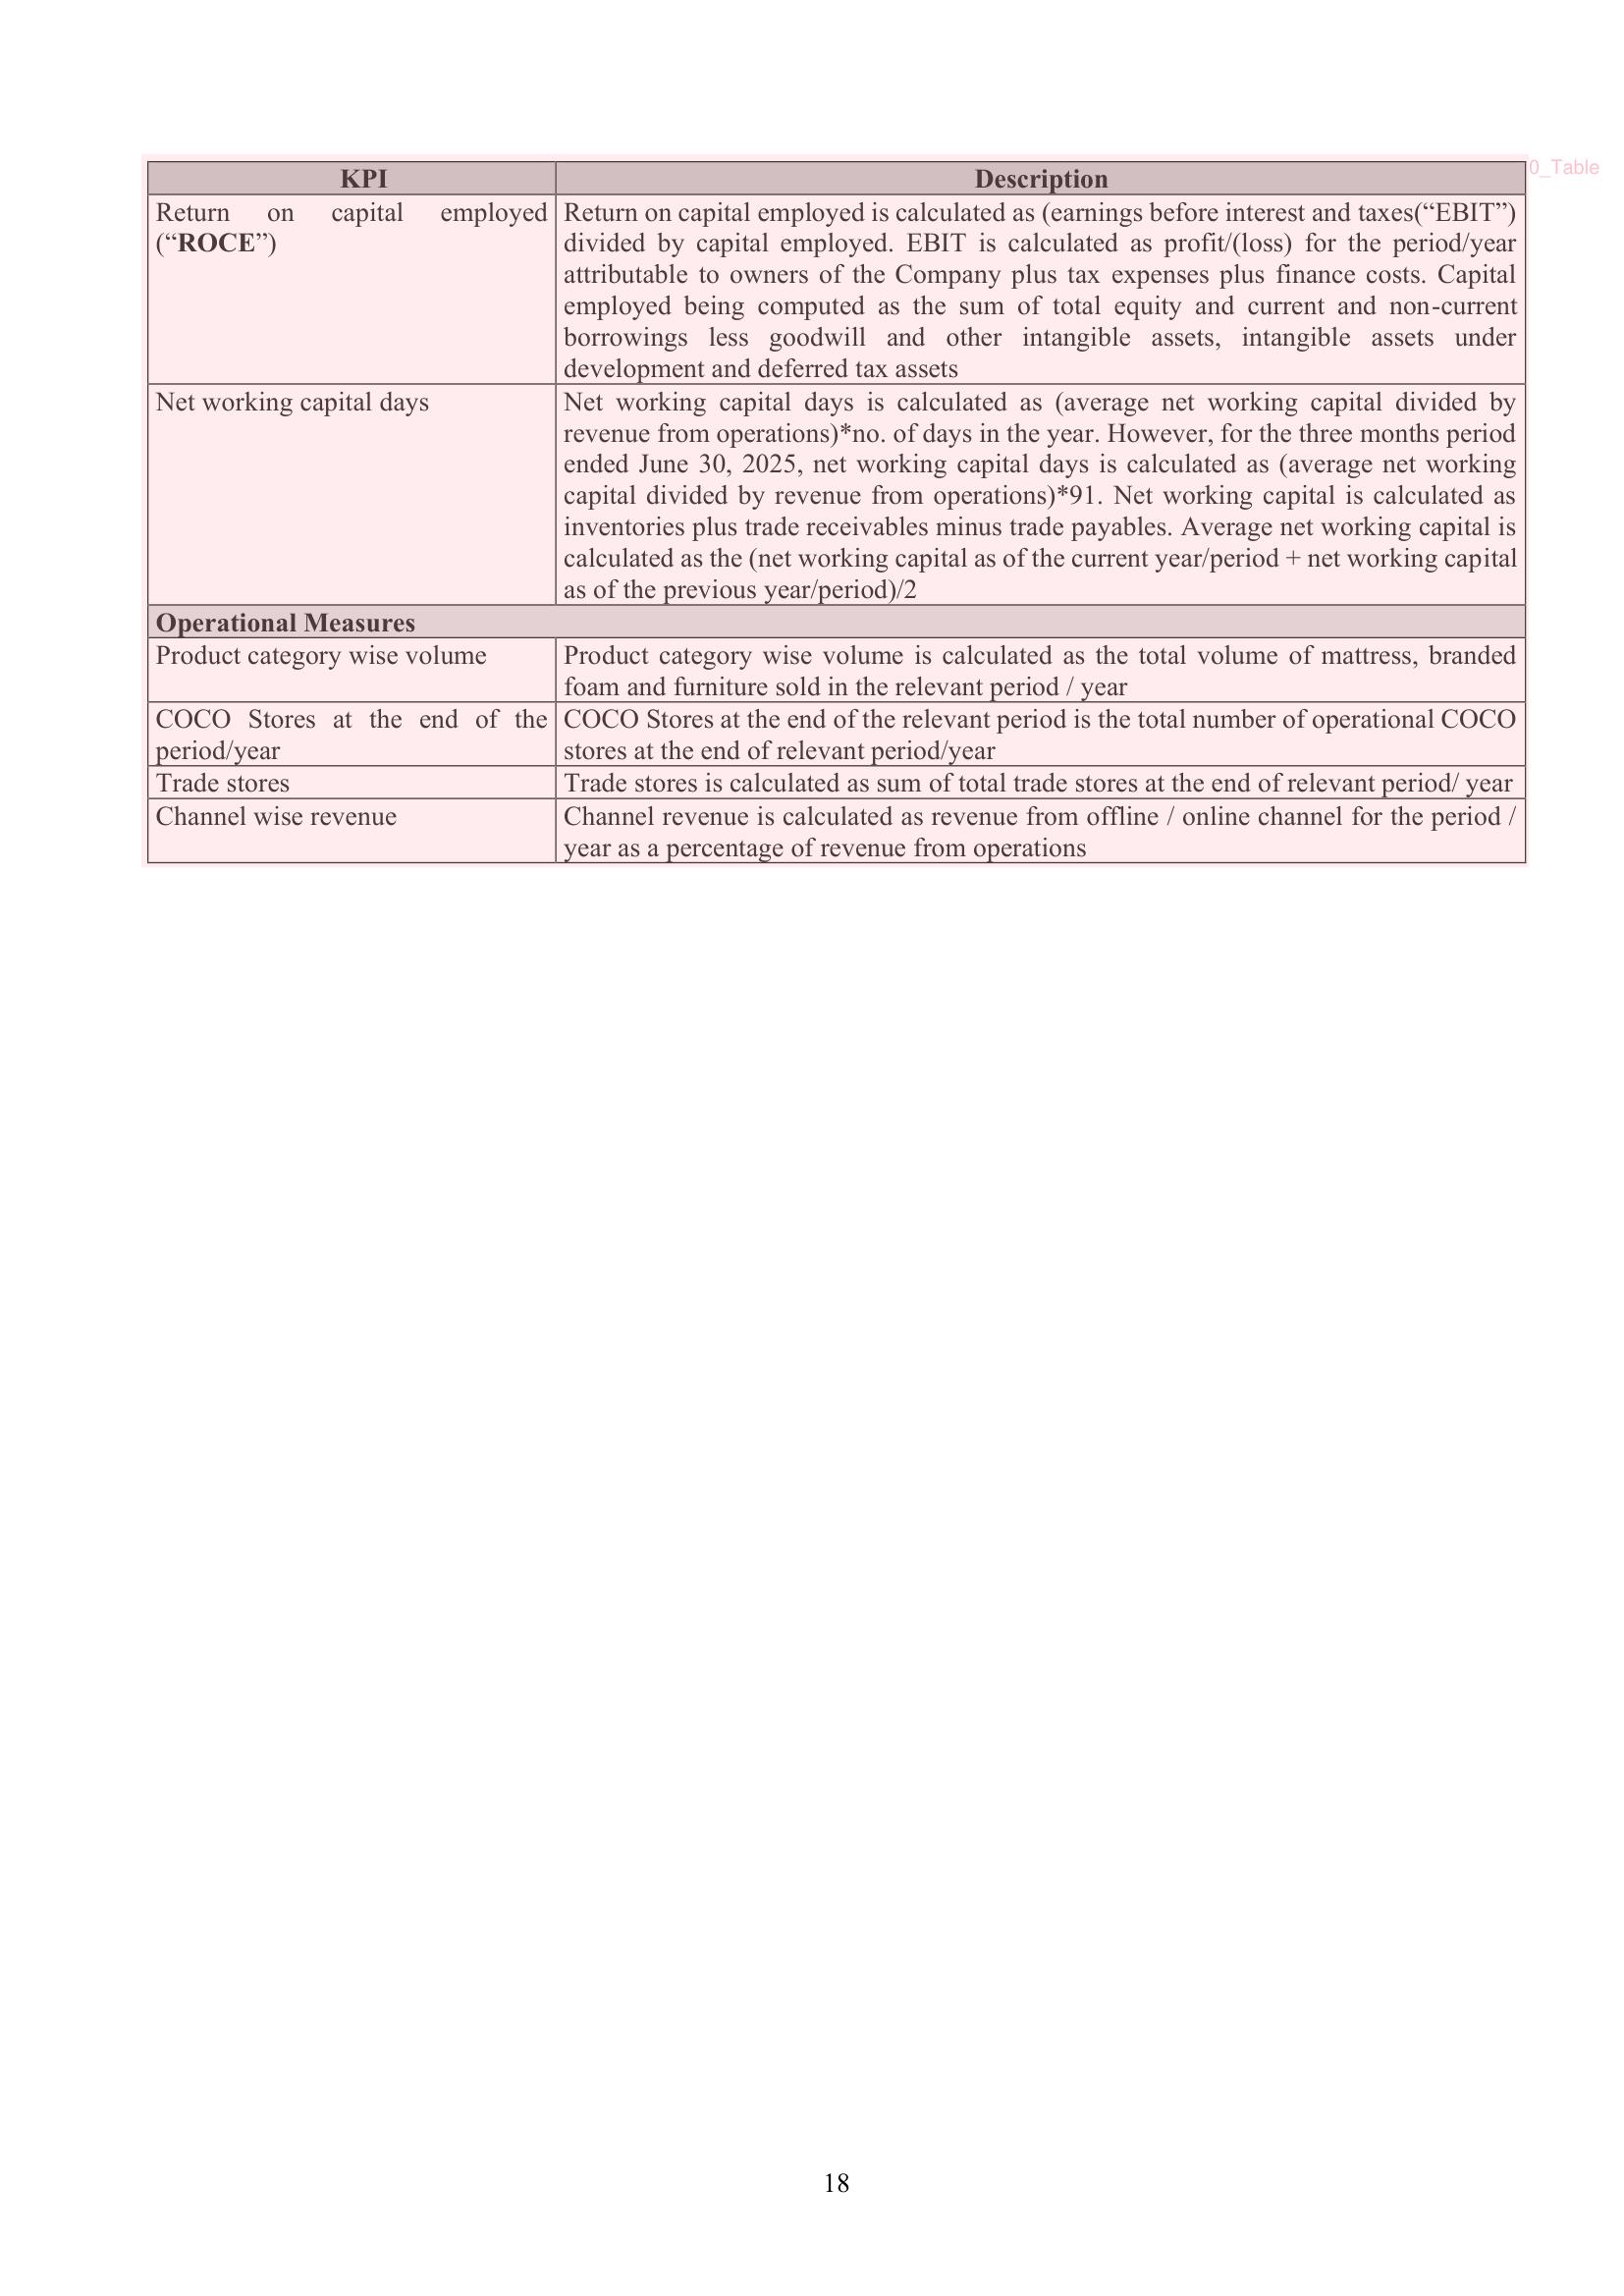 0_Table
KPI Description
Return on capital employed
(“ROCE”)
Return on capital employed is calculated as (earnings before interest and taxes(“EBIT”)
divided by capital employed. EBIT is calculated as profit/(loss) for the period/year
attributable to owners of the Company plus tax expenses plus finance costs. Capital
employed being computed as the sum of total equity and current and non-current
borrowings less goodwill and other intangible assets, intangible assets under
development and deferred tax assets
Net working capital days
Net working capital days is calculated as (average net working capital divided by
revenue from operations)*no. of days in the year. However, for the three months period
ended June 30, 2025, net working capital days is calculated as (average net working
capital divided by revenue from operations)*91. Net working capital is calculated as
inventories plus trade receivables minus trade payables. Average net working capital is
calculated as the (net working capital as of the current year/period + net working capital
as of the previous year/period)/2
Operational Measures
Product category wise volume
Product category wise volume is calculated as the total volume of mattress, branded
foam and furniture sold in the relevant period / year
COCO Stores at the end of the
period/year
COCO Stores at the end of the relevant period is the total number of operational COCO
stores at the end of relevant period/year
Trade stores
Trade stores is calculated as sum of total trade stores at the end of relevant period/ year
Channel wise revenue
Channel revenue is calculated as revenue from offline / online channel for the period /
year as a percentage of revenue from operations
18